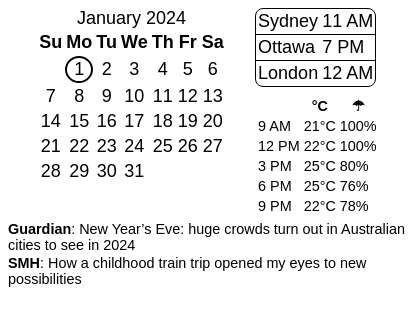 January 2024
Su Mo Tu We Th Fr Sa
1 2 3 4 5 6
7 8 9 10 11 12 13
14 15 16 17 18 19 20
21 22 23 24 25 26 27
28 29 30 31
Sydney 11 AM
Ottawa 7 PM
London 12 AM
°C ☂
9 AM 21°C 100%
12 PM 22°C 100%
3 PM 25°C 80%
6 PM 25°C 76%
9 PM 22°C 78%
Guardian: New Year’s Eve: huge crowds turn out in Australian
cities to see in 2024
SMH: How a childhood train trip opened my eyes to new
possibilities